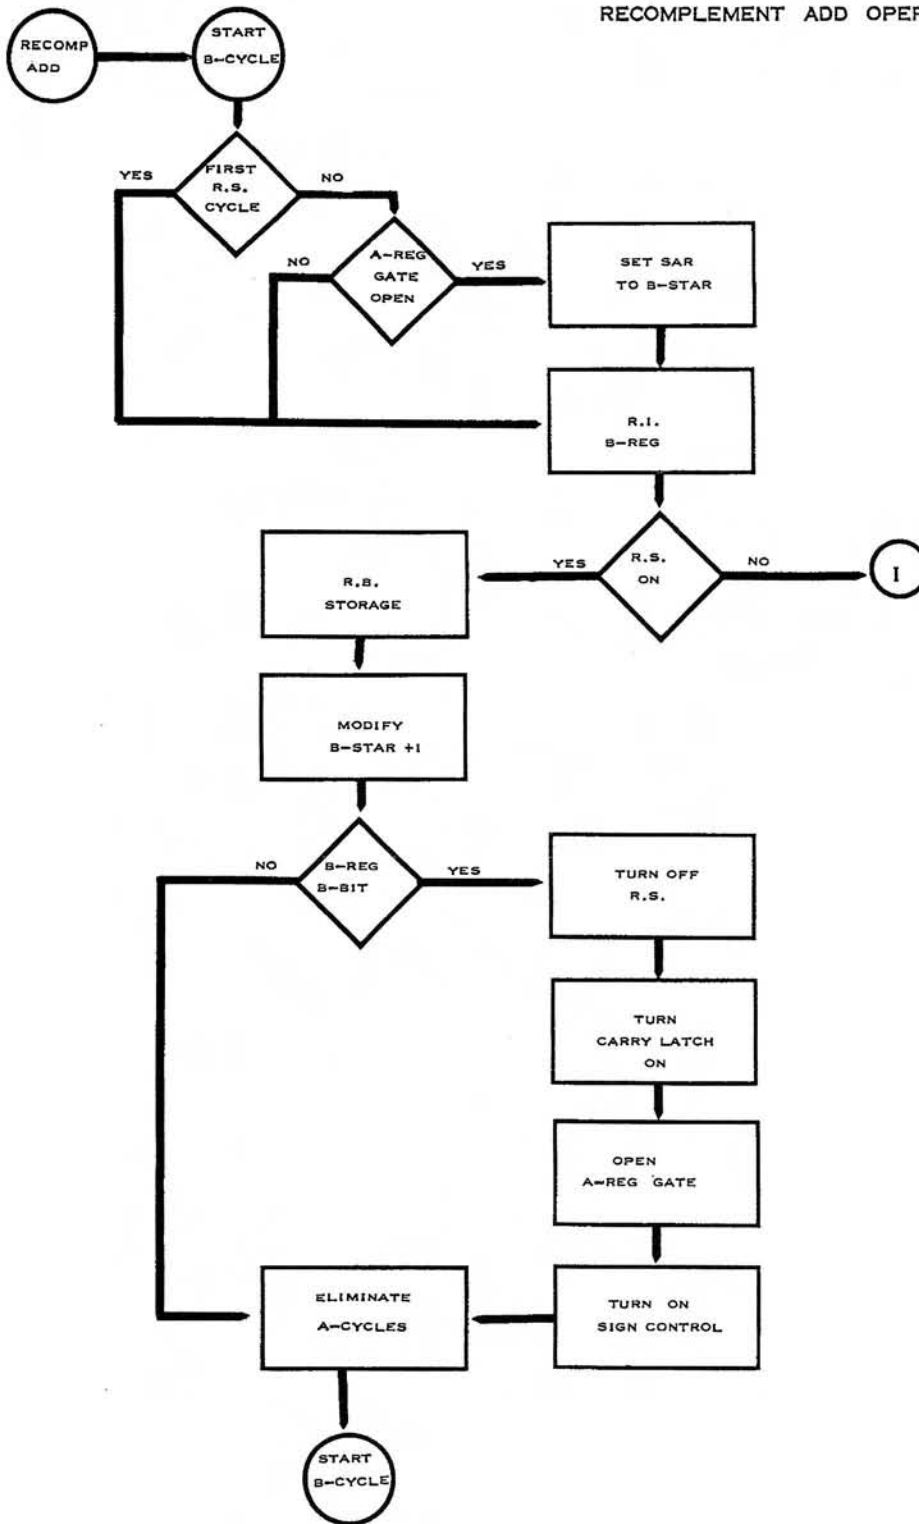 RECOMPLEMENT ADD OPER
RECOMP
ADD
START
B-CYCLE
FIRST
R.S.
CYCLE
YES
NO
A-REG
GATE
OPEN
NO
YES
SET SAR
TO B-STAR
R.I.
B-REG
R.S.
ON
YES
NO
I
R.B.
STORAGE
MODIFY
B-STAR +1
B-REG
B-BIT
NO
YES
TURN OFF
R.S.
TURN
CARRY LATCH
ON
OPEN
A-REG GATE
TURN ON
SIGN CONTROL
ELIMINATE
A-CYCLES
START
B-CYCLE